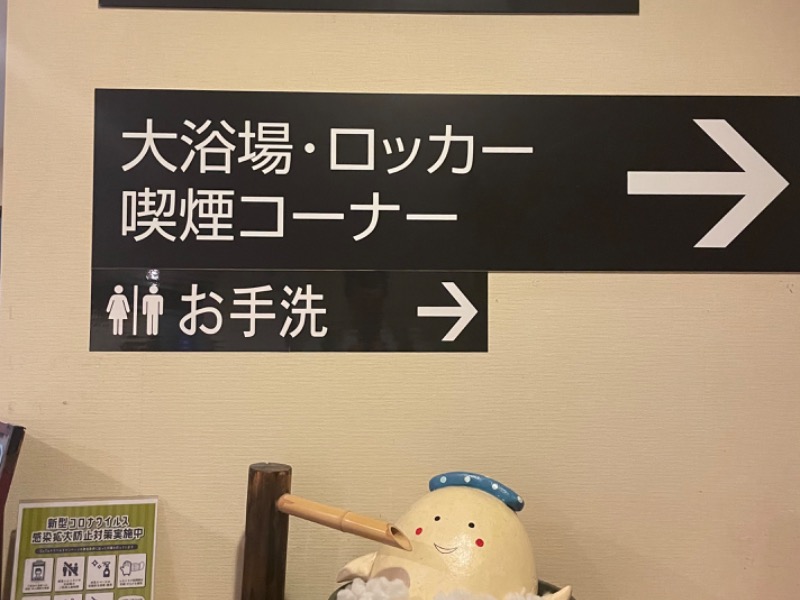 大浴場・ロッカー
喫煙コーナー
お手洗
新型コロナウイルス
感染拡大防止対策実施中